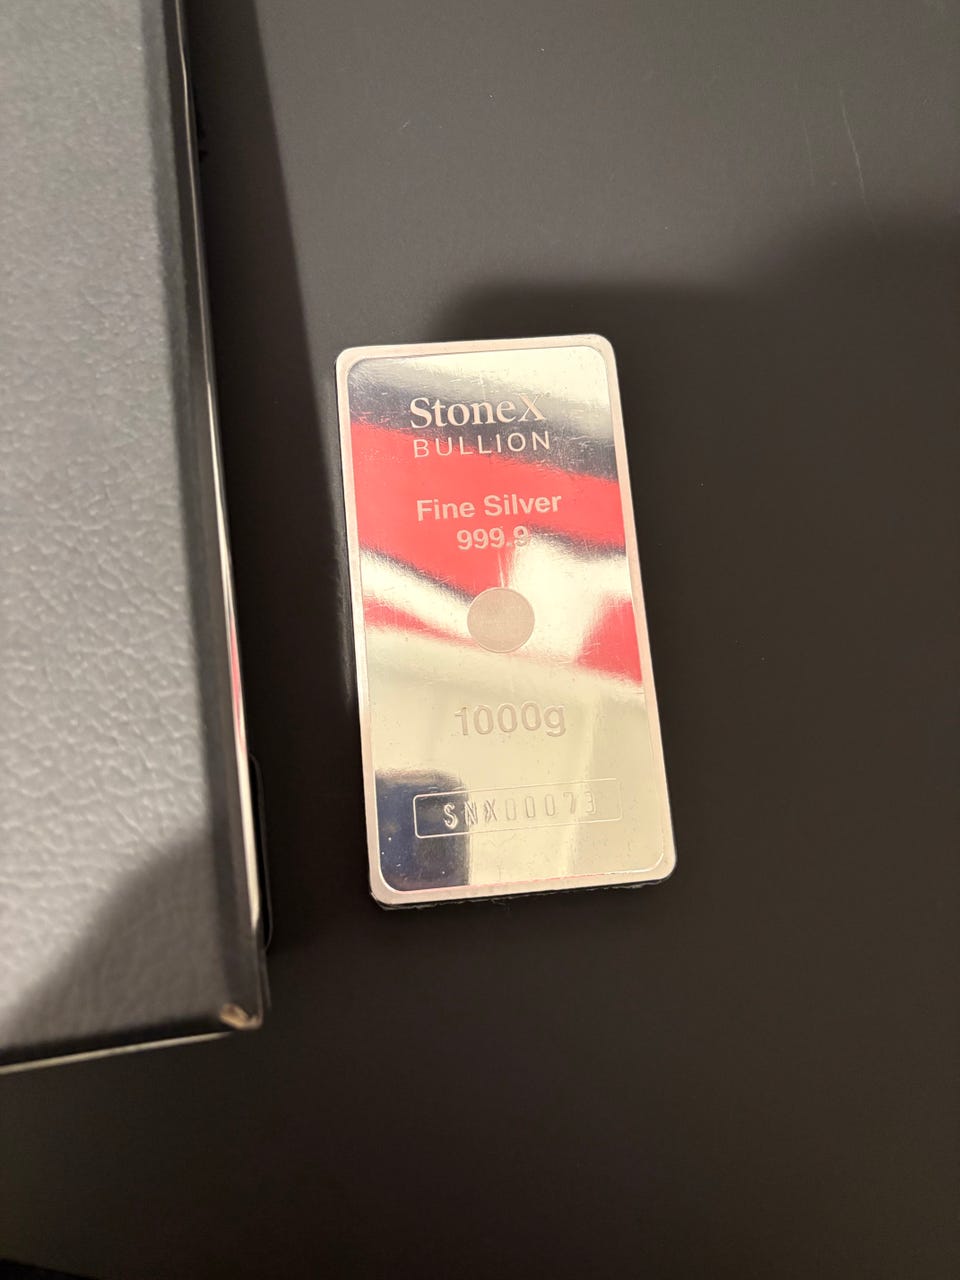 StoneX
BULLION
Fine Silver
999.9
1000g
SNX00073